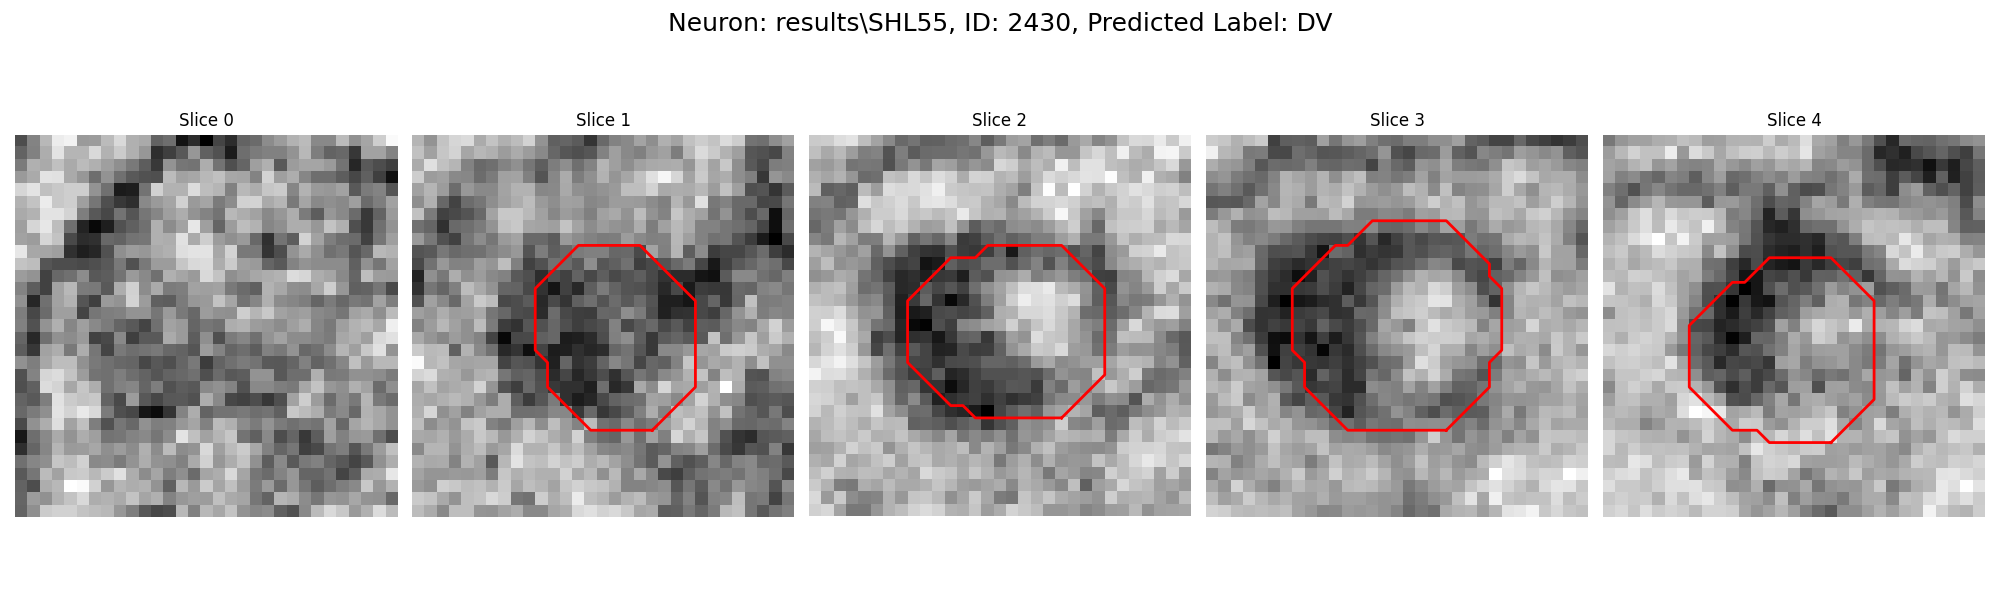 Neuron: results\SHL55, ID: 2430, Predicted Label: DV
Slice 0
Slice 1
Slice 2
Slice 3
Slice 4